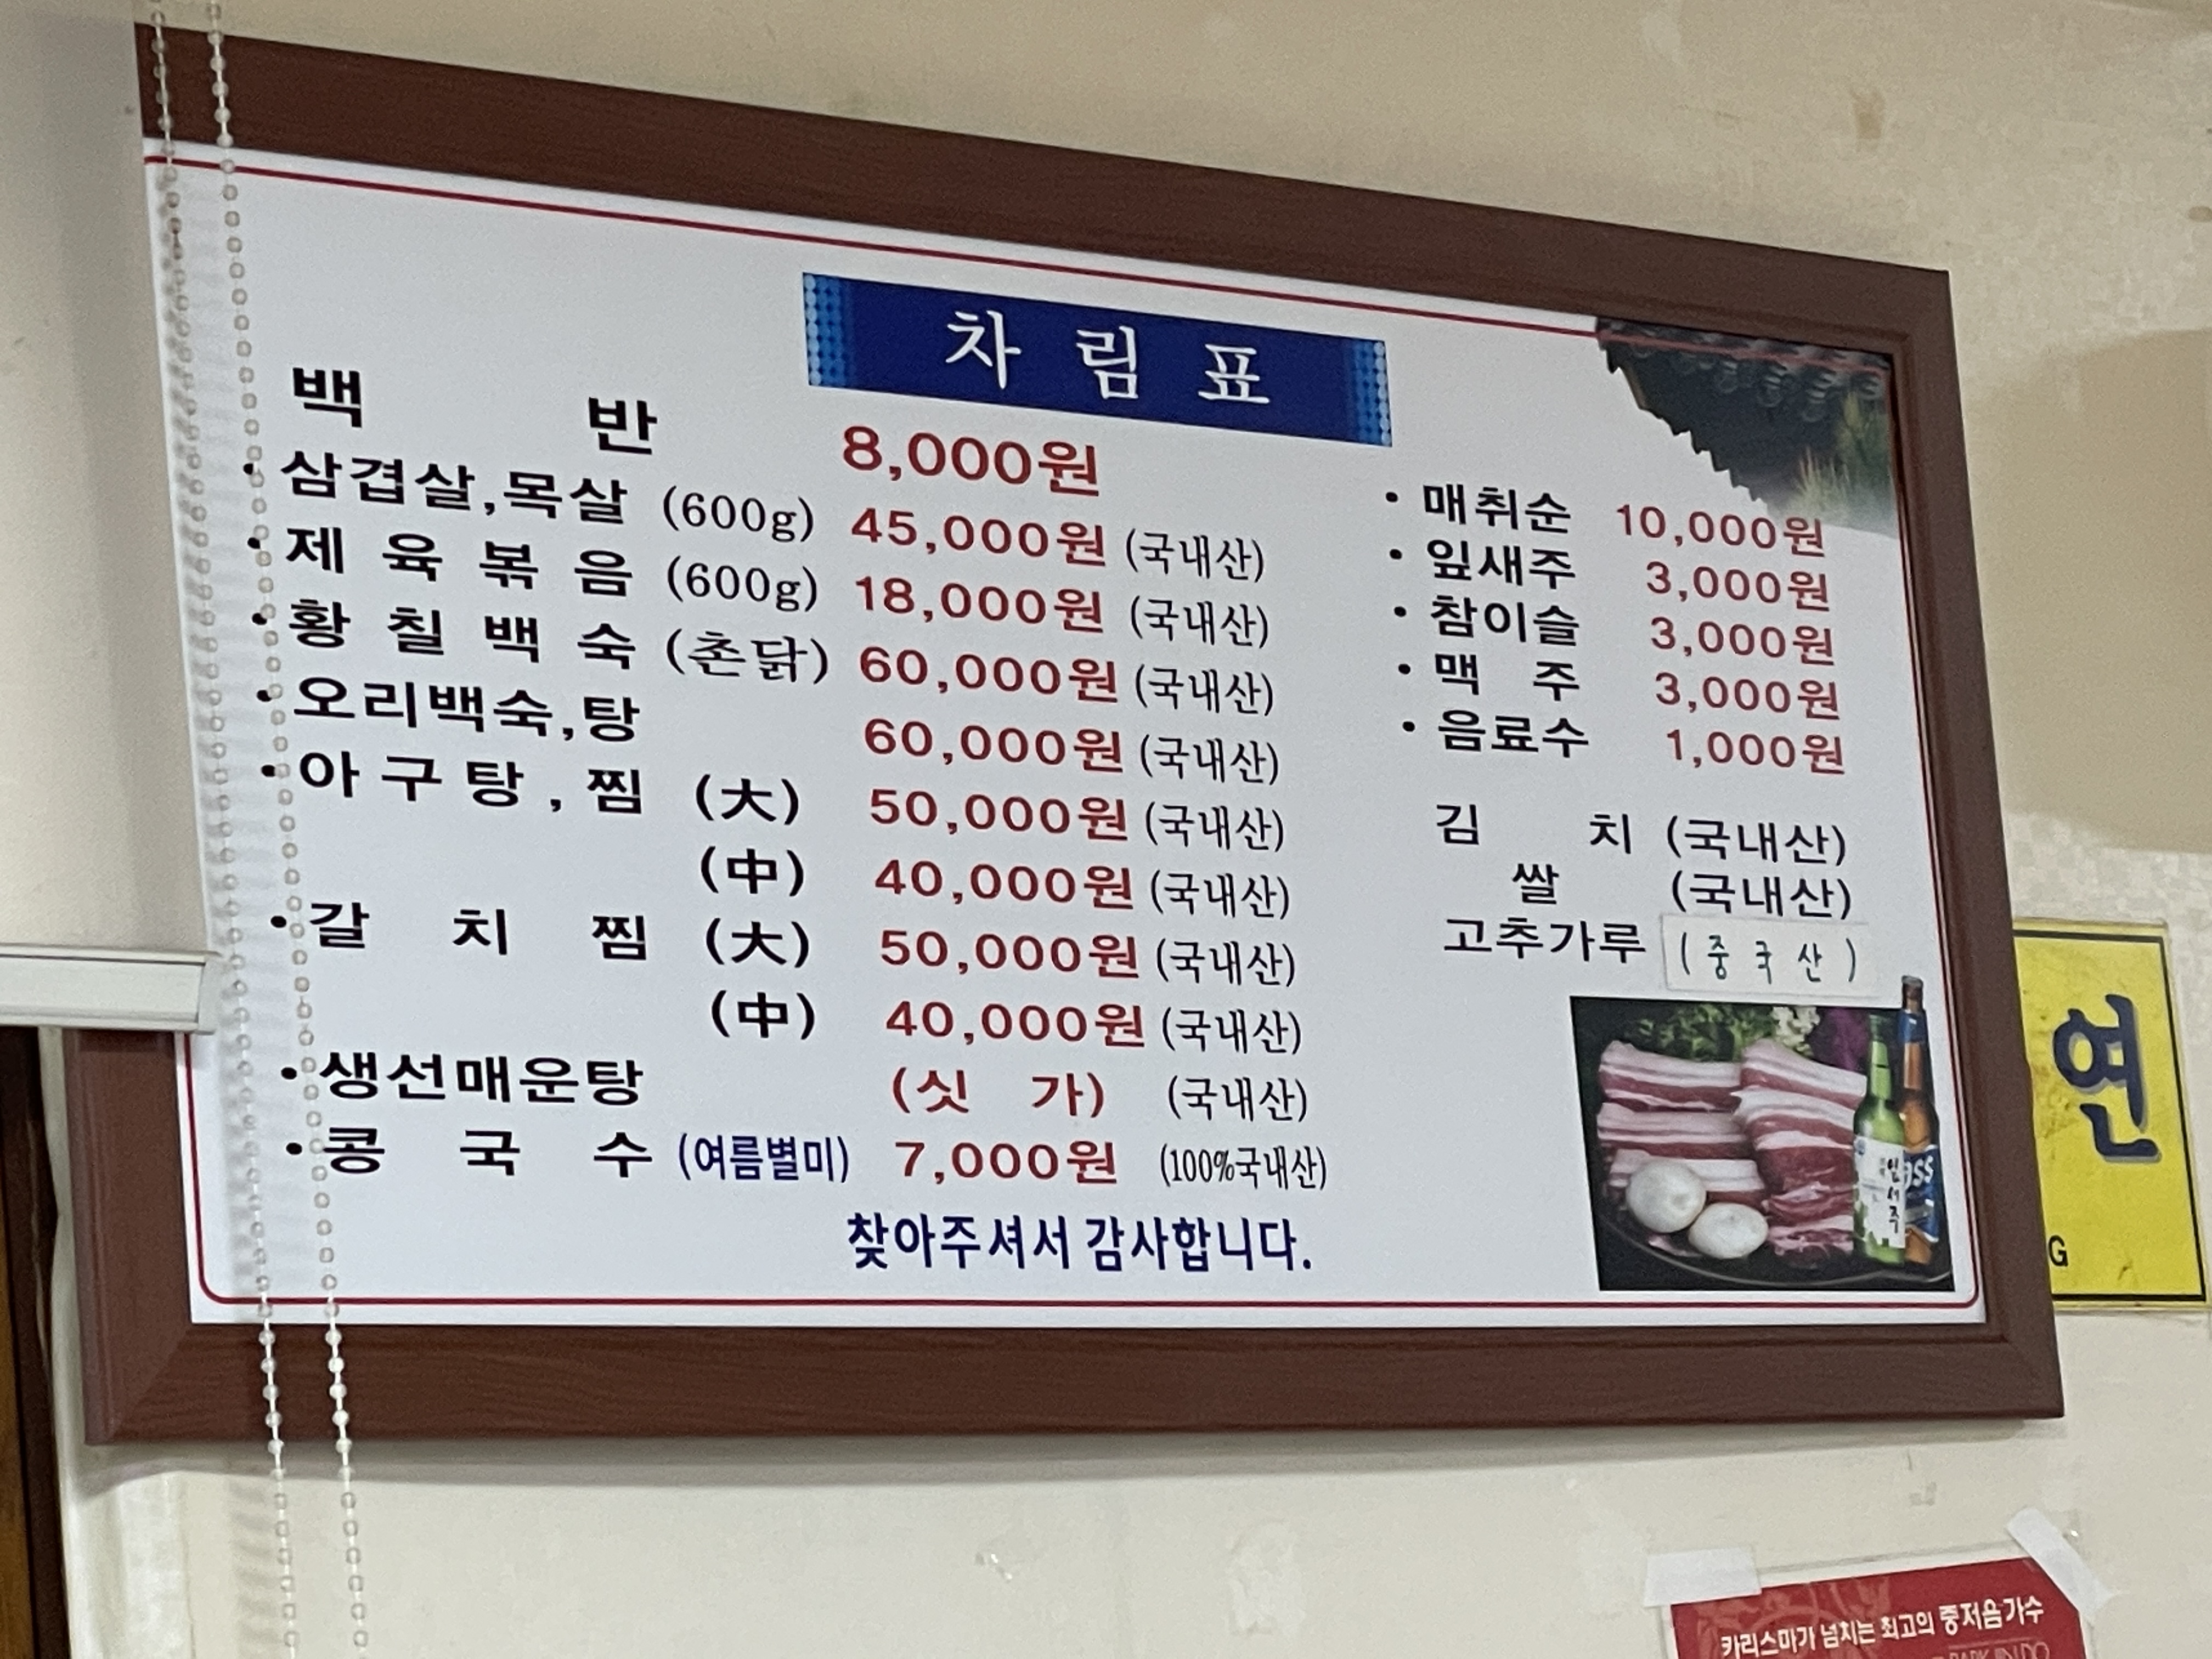 차림표
백반 8,000원
· 삼겹살,목살 (600g) 45,000원 (국내산)
· 제육볶음 (600g) 18,000원 (국내산)
· 황칠백숙 (촌닭) 60,000원 (국내산)
· 오리백숙,탕 60,000원 (국내산)
· 아구탕,찜 (大) 50,000원 (국내산)
(中) 40,000원 (국내산)
· 갈치찜 (大) 50,000원 (국내산)
(中) 40,000원 (국내산)
· 생선매운탕 (싯가) (국내산)
· 콩국수 (여름별미) 7,000원 (100%국내산)
찾아주셔서 감사합니다.
· 매취순 10,000원
· 잎새주 3,000원
· 참이슬 3,000원
· 맥주 3,000원
· 음료수 1,000원
김치 (국내산)
쌀 (국내산)
고추가루 (중국산)
잎새주
연
G
카리스마가 넘치는 최고의 중저음가수